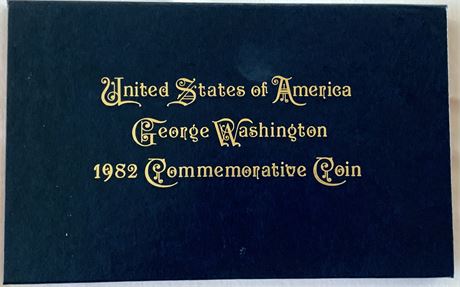 United States of America
George Washington
1982 Commemorative Coin